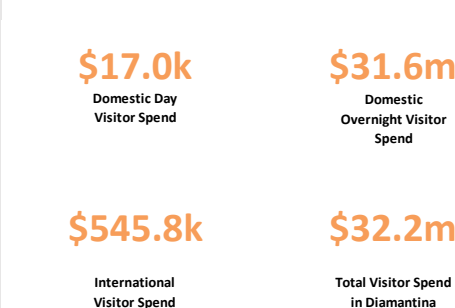 $17.0k
Domestic Day
Visitor Spend
$31.6m
Domestic
Overnight Visitor
Spend
$545.8k
International
Visitor Spend
$32.2m
Total Visitor Spend
in Diamantina